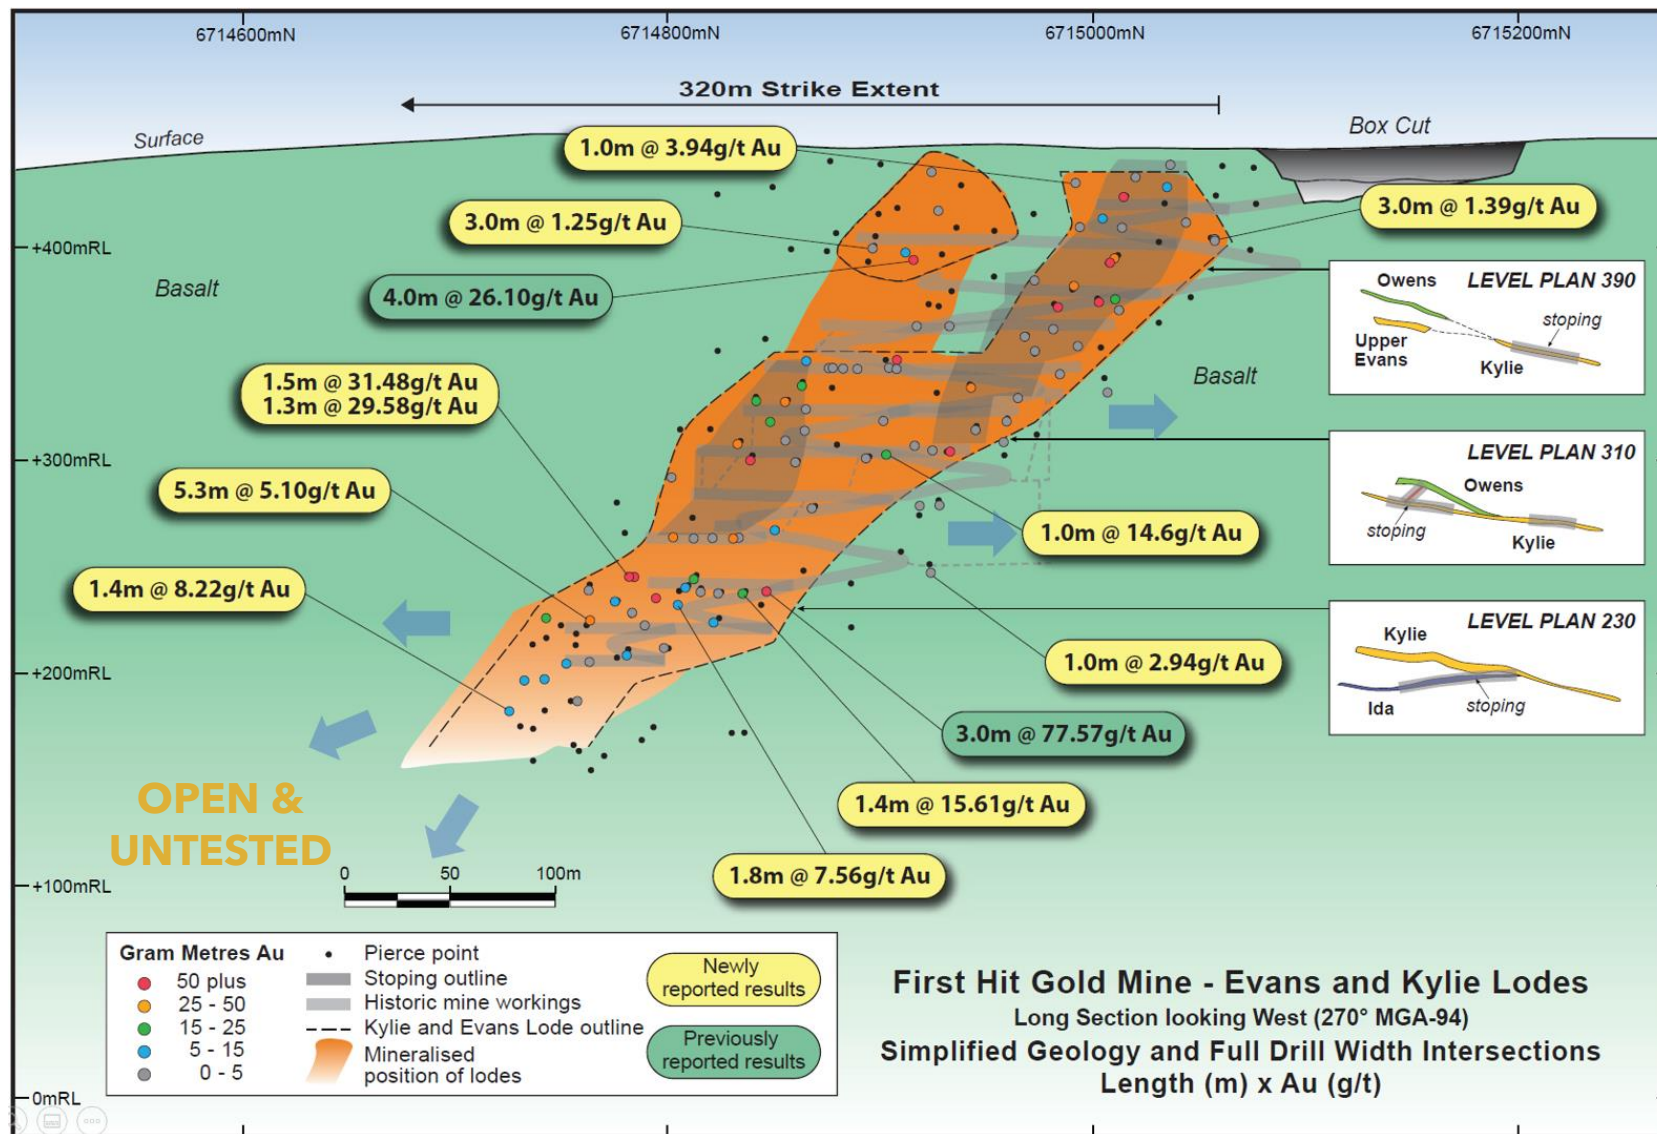 6714600mN
6714800mN
6715000mN
6715200mN
320m Strike Extent
Surface
Box Cut
1.0m @ 3.94g/t Au
3.0m @ 1.25g/t Au
3.0m @ 1.39g/t Au
+400mRL
4.0m @ 26.10g/t Au
Basalt
LEVEL PLAN 390
Owens
stoping
Upper
Evans
Kylie
1.5m @ 31.48g/t Au
1.3m @ 29.58g/t Au
Basalt
+300mRL
5.3m @ 5.10g/t Au
LEVEL PLAN 310
Owens
stoping
Kylie
1.0m @ 14.6g/t Au
1.4m @ 8.22g/t Au
LEVEL PLAN 230
Kylie
Ida
stoping
1.0m @ 2.94g/t Au
+200mRL
3.0m @ 77.57g/t Au
OPEN &
UNTESTED
1.4m @ 15.61g/t Au
1.8m @ 7.56g/t Au
0
50
100m
+100mRL
Gram Metres Au
50 plus
25 - 50
15 - 25
5 - 15
0 - 5
Pierce point
Stoping outline
Historic mine workings
Kylie and Evans Lode outline
Mineralised
position of lodes
Newly
reported results
Previously
reported results
First Hit Gold Mine - Evans and Kylie Lodes
Long Section looking West (270° MGA-94)
Simplified Geology and Full Drill Width Intersections
Length (m) x Au (g/t)
0mRL